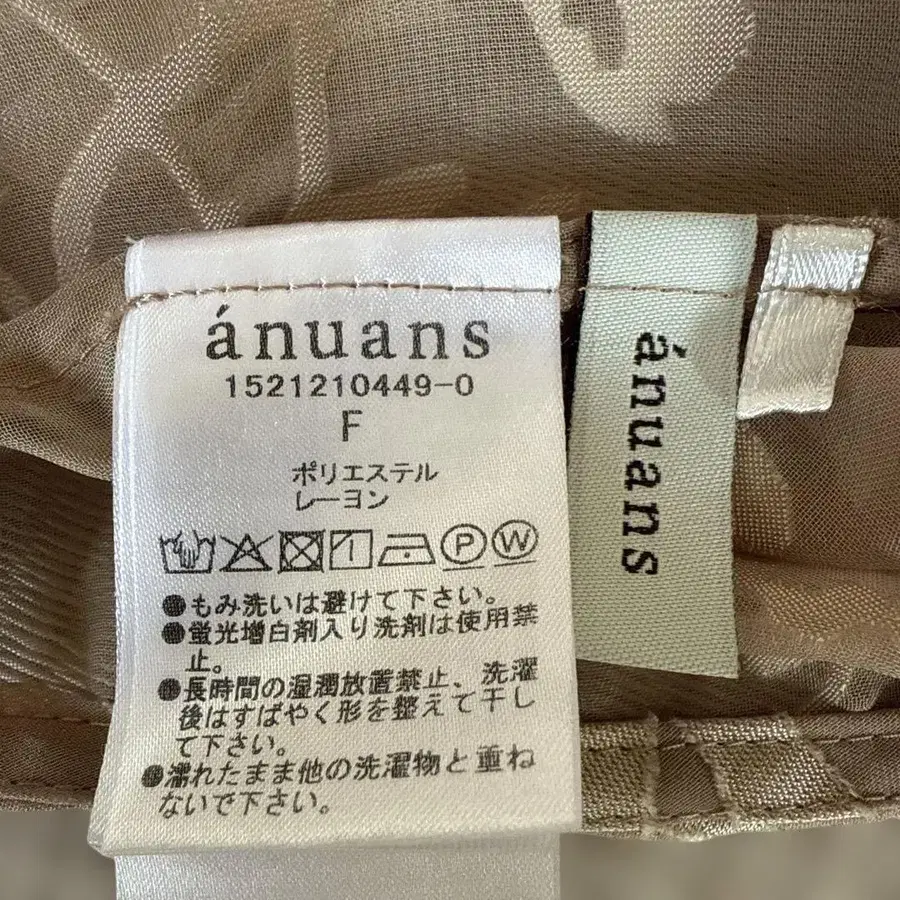 ánuans
1521210449-0
F
ポリエステル
レーヨン
P W
●もみ洗いは避けて下さい。
●蛍光増白剤入り洗剤は使用禁
止。
●長時間の湿潤放置禁止、洗濯
後はすばやく形を整えて干し
て下さい。
●濡れたまま他の洗濯物と重ね
ないで下さい。
ánuans